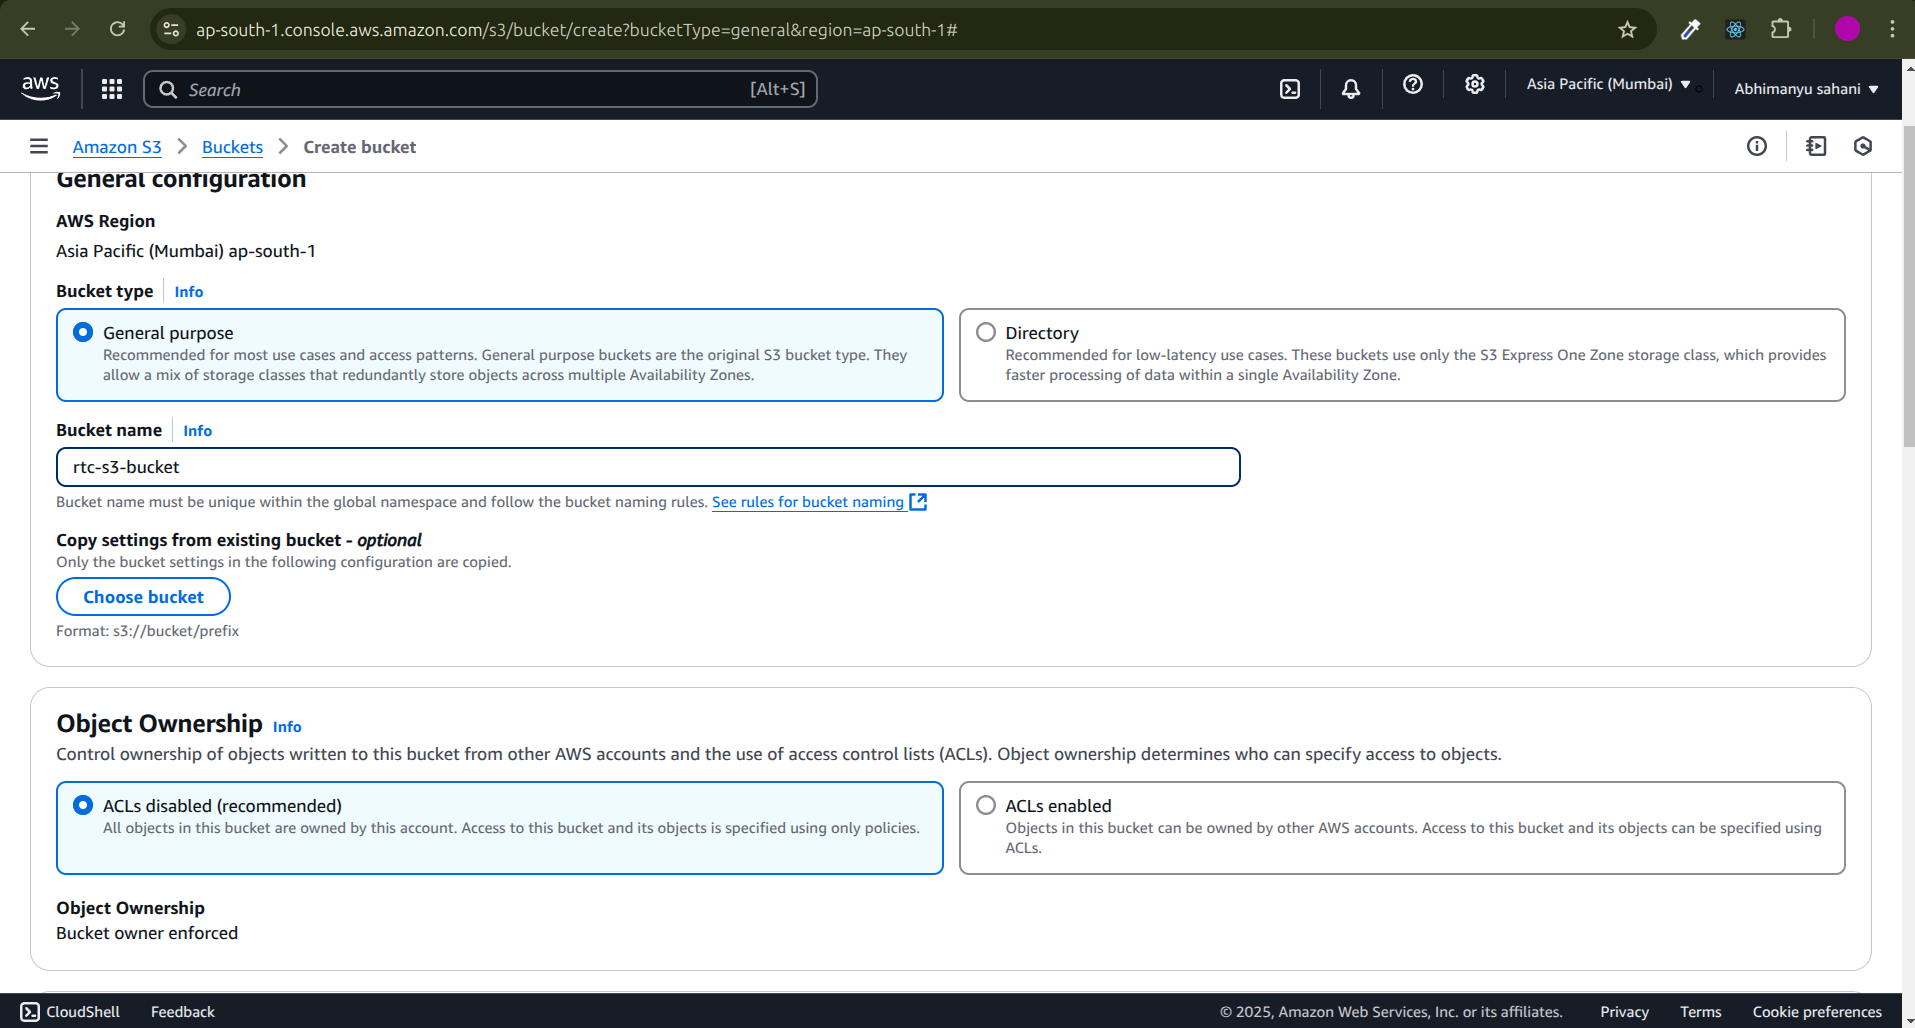 ap-south-1.console.aws.amazon.com/s3/bucket/create?bucketType=general&region=ap-south-1#
aws
Search [Alt+S]
Asia Pacific (Mumbai) ▼
Abhimanyu sahani ▼
Amazon S3 > Buckets > Create bucket
General configuration
AWS Region
Asia Pacific (Mumbai) ap-south-1
Bucket type Info
General purpose
Recommended for most use cases and access patterns. General purpose buckets are the original S3 bucket type. They
allow a mix of storage classes that redundantly store objects across multiple Availability Zones.
Directory
Recommended for low-latency use cases. These buckets use only the S3 Express One Zone storage class, which provides
faster processing of data within a single Availability Zone.
Bucket name Info
rtc-s3-bucket
Bucket name must be unique within the global namespace and follow the bucket naming rules. See rules for bucket naming
Copy settings from existing bucket - optional
Only the bucket settings in the following configuration are copied.
Choose bucket
Format: s3://bucket/prefix
Object Ownership Info
Control ownership of objects written to this bucket from other AWS accounts and the use of access control lists (ACLs). Object ownership determines who can specify access to objects.
ACLs disabled (recommended)
All objects in this bucket are owned by this account. Access to this bucket and its objects is specified using only policies.
ACLs enabled
Objects in this bucket can be owned by other AWS accounts. Access to this bucket and its objects can be specified using
ACLs.
Object Ownership
Bucket owner enforced
CloudShell Feedback © 2025, Amazon Web Services, Inc. or its affiliates. Privacy Terms Cookie preferences